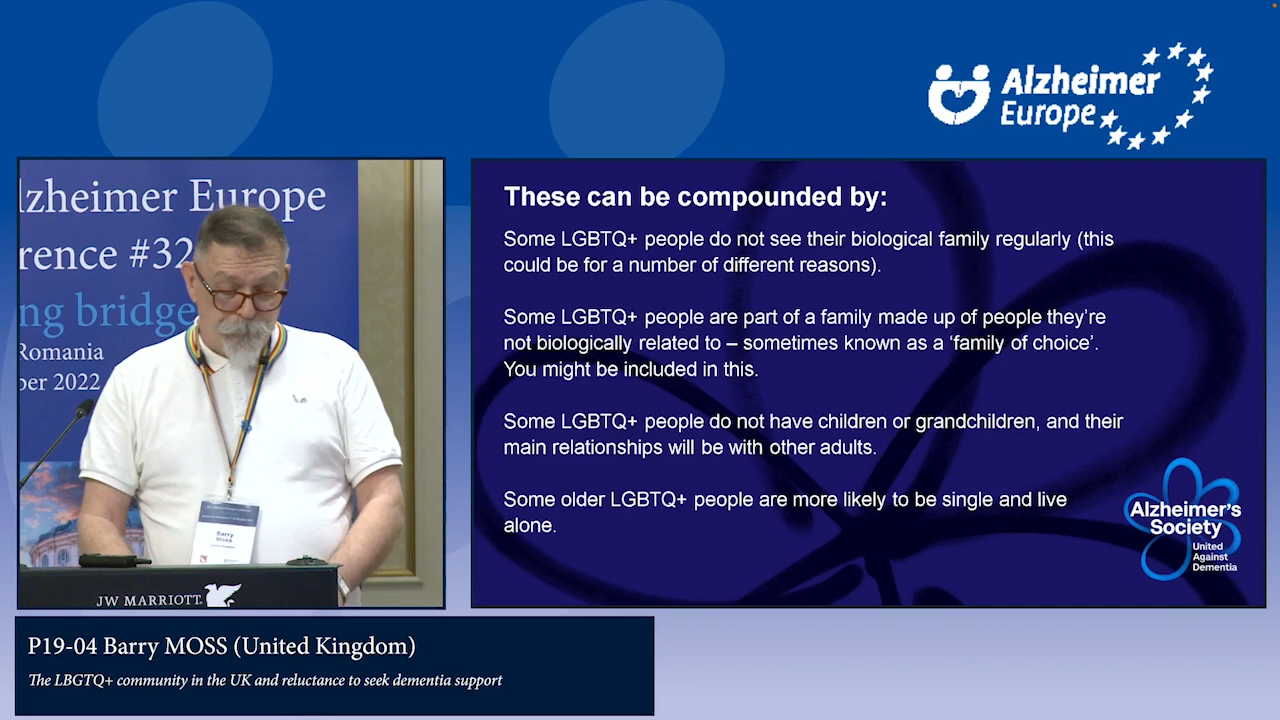 Alzheimer
Europe
lzheimer Europe
rence #32
ng bridge
Romania
ber 2022
Barry
Moss
JW MARRIOTT
These can be compounded by:
Some LGBTQ+ people do not see their biological family regularly (this
could be for a number of different reasons).
Some LGBTQ+ people are part of a family made up of people they're
not biologically related to – sometimes known as a 'family of choice'.
You might be included in this.
Some LGBTQ+ people do not have children or grandchildren, and their
main relationships will be with other adults.
Some older LGBTQ+ people are more likely to be single and live
alone.
Alzheimer's
Society
United
Against
Dementia
P19-04 Barry MOSS (United Kingdom)
The LBGTQ+ community in the UK and reluctance to seek dementia support